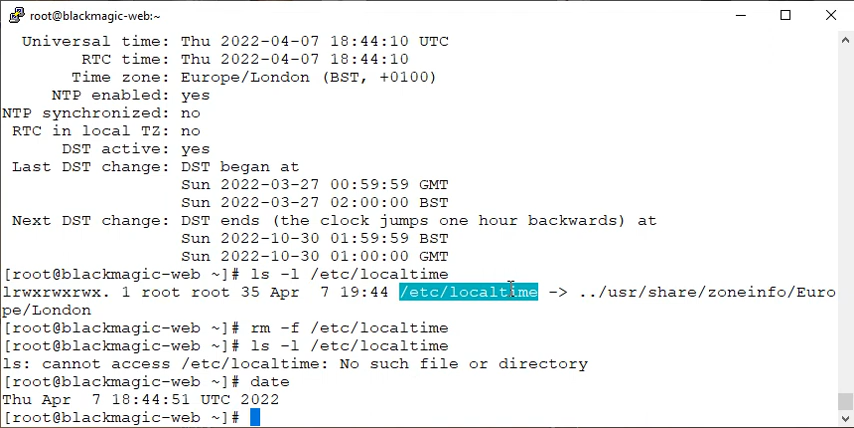 root@blackmagic-web:~
Universal time: Thu 2022-04-07 18:44:10 UTC
RTC time: Thu 2022-04-07 18:44:10
Time zone: Europe/London (BST, +0100)
NTP enabled: yes
NTP synchronized: no
RTC in local TZ: no
DST active: yes
Last DST change: DST began at
Sun 2022-03-27 00:59:59 GMT
Sun 2022-03-27 02:00:00 BST
Next DST change: DST ends (the clock jumps one hour backwards) at
Sun 2022-10-30 01:59:59 BST
Sun 2022-10-30 01:00:00 GMT
[root@blackmagic-web ~]# ls -l /etc/localtime
lrwxrwxrwx. 1 root root 35 Apr  7 19:44 /etc/localtime -> ../usr/share/zoneinfo/Euro
pe/London
[root@blackmagic-web ~]# rm -f /etc/localtime
[root@blackmagic-web ~]# ls -l /etc/localtime
ls: cannot access /etc/localtime: No such file or directory
[root@blackmagic-web ~]# date
Thu Apr  7 18:44:51 UTC 2022
[root@blackmagic-web ~]#